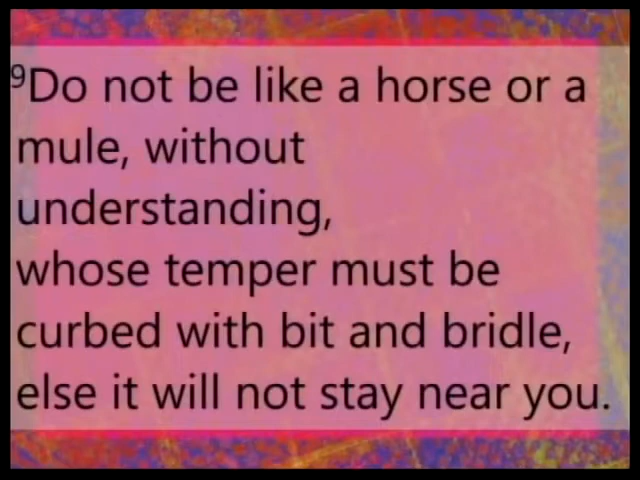 ⁹Do not be like a horse or a
mule, without
understanding,
whose temper must be
curbed with bit and bridle,
else it will not stay near you.